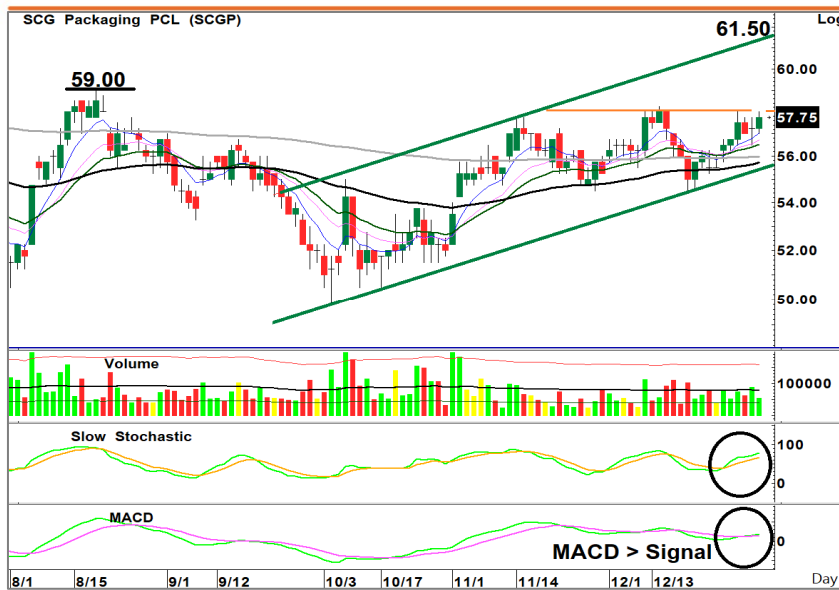 SCG Packaging PCL (SCGP)
Log
61.50
59.00
60.00
57.75
56.00
54.00
52.00
50.00
Volume
100000
Slow Stochastic
100
0
MACD
0
MACD > Signal
8/1 8/15 9/1 9/12 10/3 10/17 11/1 11/14 12/1 12/13 Day